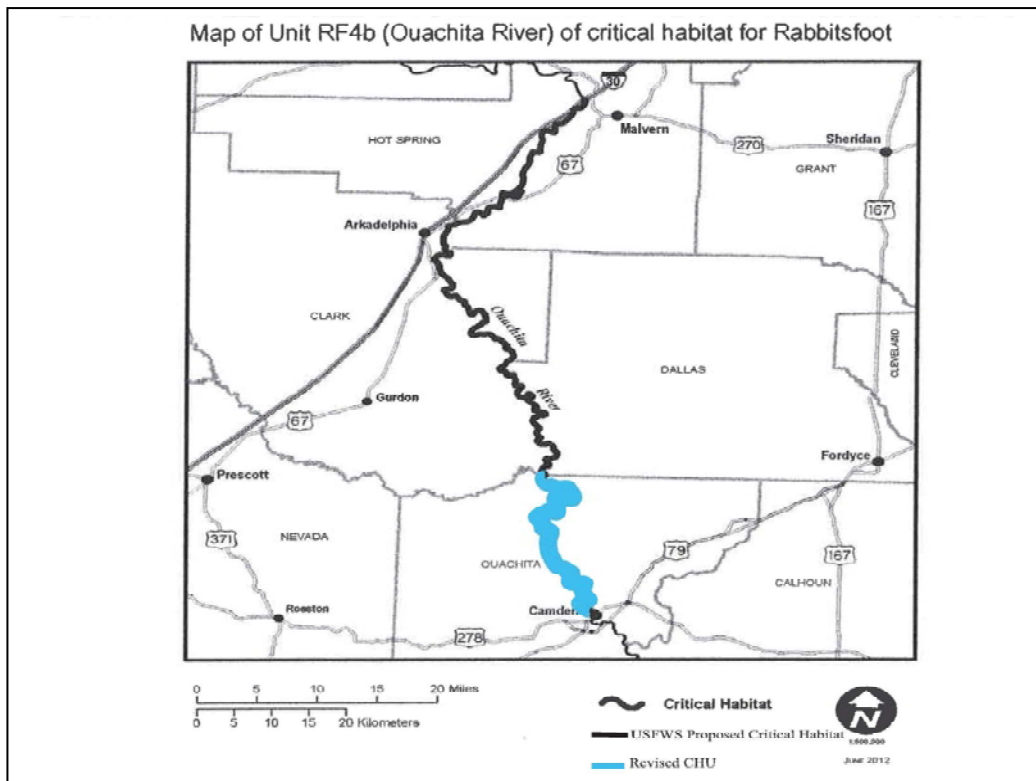 Map of Unit RF4b (Ouachita River) of critical habitat for Rabbitsfoot
30
Malvern
HOT SPRING
270
Sheridan
67
GRANT
167
Arkadelphia
CLARK
Ouachita
River
DALLAS
CLEVELAND
Gurdon
67
Fordyce
Prescott
371
NEVADA
OUACHITA
79
167
CALHOUN
Rosston
Camden
278
0 5 10 15 20 Miles
0 5 10 15 20 Kilometers
Critical Habitat
USFWS Proposed Critical Habitat
Revised CHU
N
1:500,000
JUNE 2012